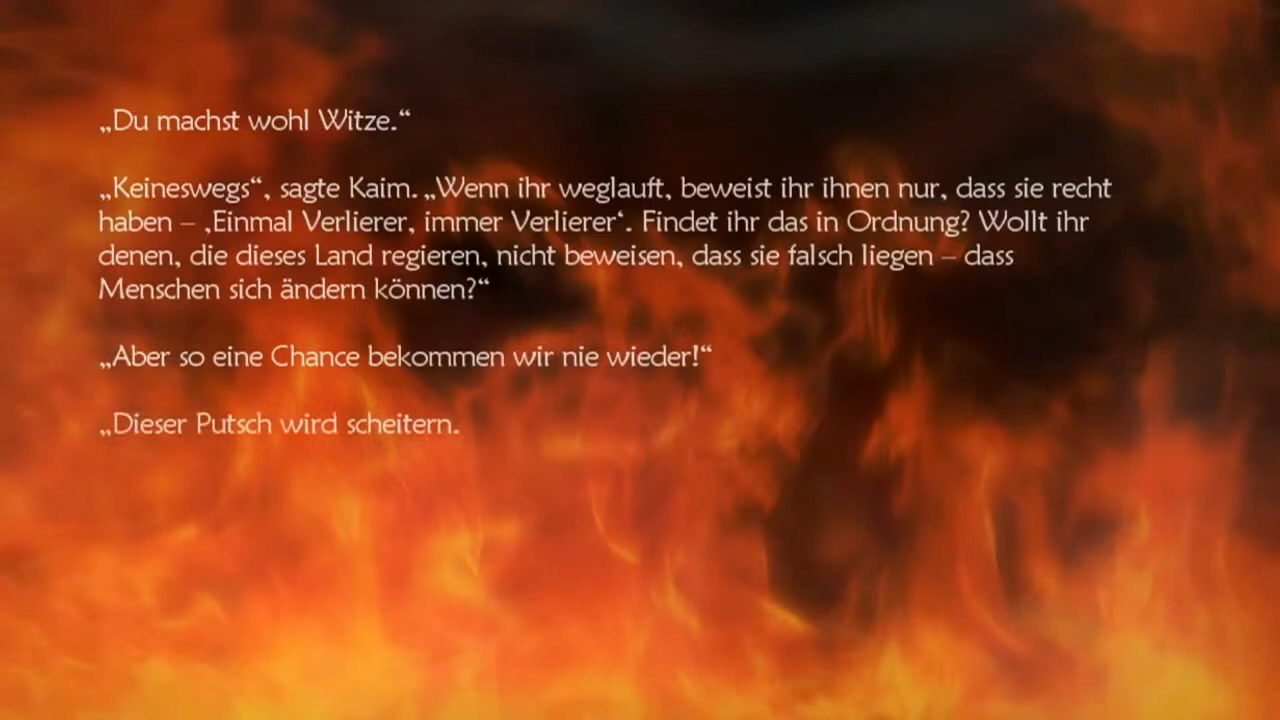 „Du machst wohl Witze.“
„Keineswegs“, sagte Kaim. „Wenn ihr weglauft, beweist ihr ihnen nur, dass sie recht
haben – ‚Einmal Verlierer, immer Verlierer‘. Findet ihr das in Ordnung? Wollt ihr
denen, die dieses Land regieren, nicht beweisen, dass sie falsch liegen – dass
Menschen sich ändern können?“
„Aber so eine Chance bekommen wir nie wieder!“
„Dieser Putsch wird scheitern.